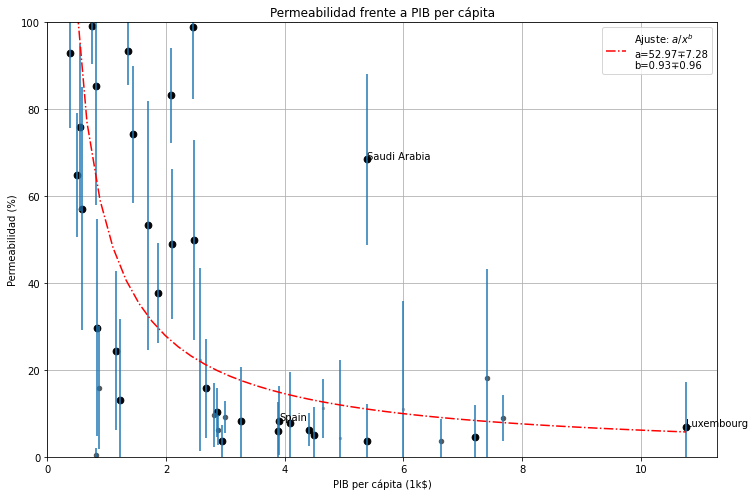 Permeabilidad frente a PIB per cápita
Permeabilidad (%)
100
80
60
40
20
0
Ajuste: a/x^b
a=52.97∓7.28
b=0.93∓0.96
Saudi Arabia
Spain
Luxembourg
0 2 4 6 8 10
PIB per cápita (1k$)